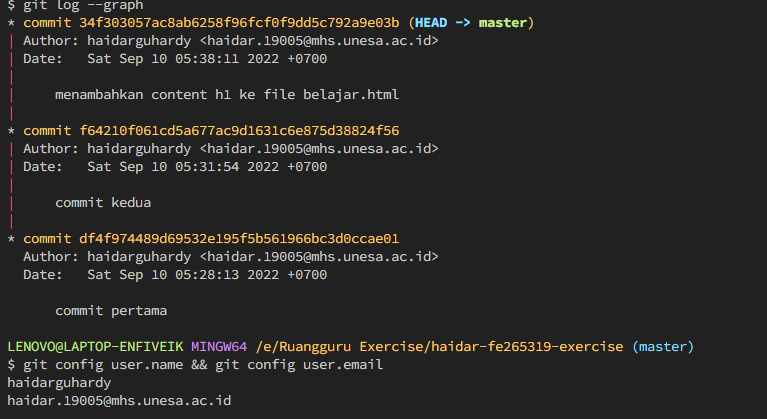 $ git log --graph
* commit 34f303057ac8ab6258f96fcf0f9dd5c792a9e03b (HEAD -> master)
| Author: haidarguhardy <haidar.19005@mhs.unesa.ac.id>
| Date:   Sat Sep 10 05:38:11 2022 +0700
|
|     menambahkan content h1 ke file belajar.html
|
* commit f64210f061cd5a677ac9d1631c6e875d38824f56
| Author: haidarguhardy <haidar.19005@mhs.unesa.ac.id>
| Date:   Sat Sep 10 05:31:54 2022 +0700
|
|     commit kedua
|
* commit df4f974489d69532e195f5b561966bc3d0ccae01
  Author: haidarguhardy <haidar.19005@mhs.unesa.ac.id>
  Date:   Sat Sep 10 05:28:13 2022 +0700
      commit pertama
LENOVO@LAPTOP-ENFIVEIK MINGW64 /e/Ruangguru Exercise/haidar-fe265319-exercise (master)
$ git config user.name && git config user.email
haidarguhardy
haidar.19005@mhs.unesa.ac.id